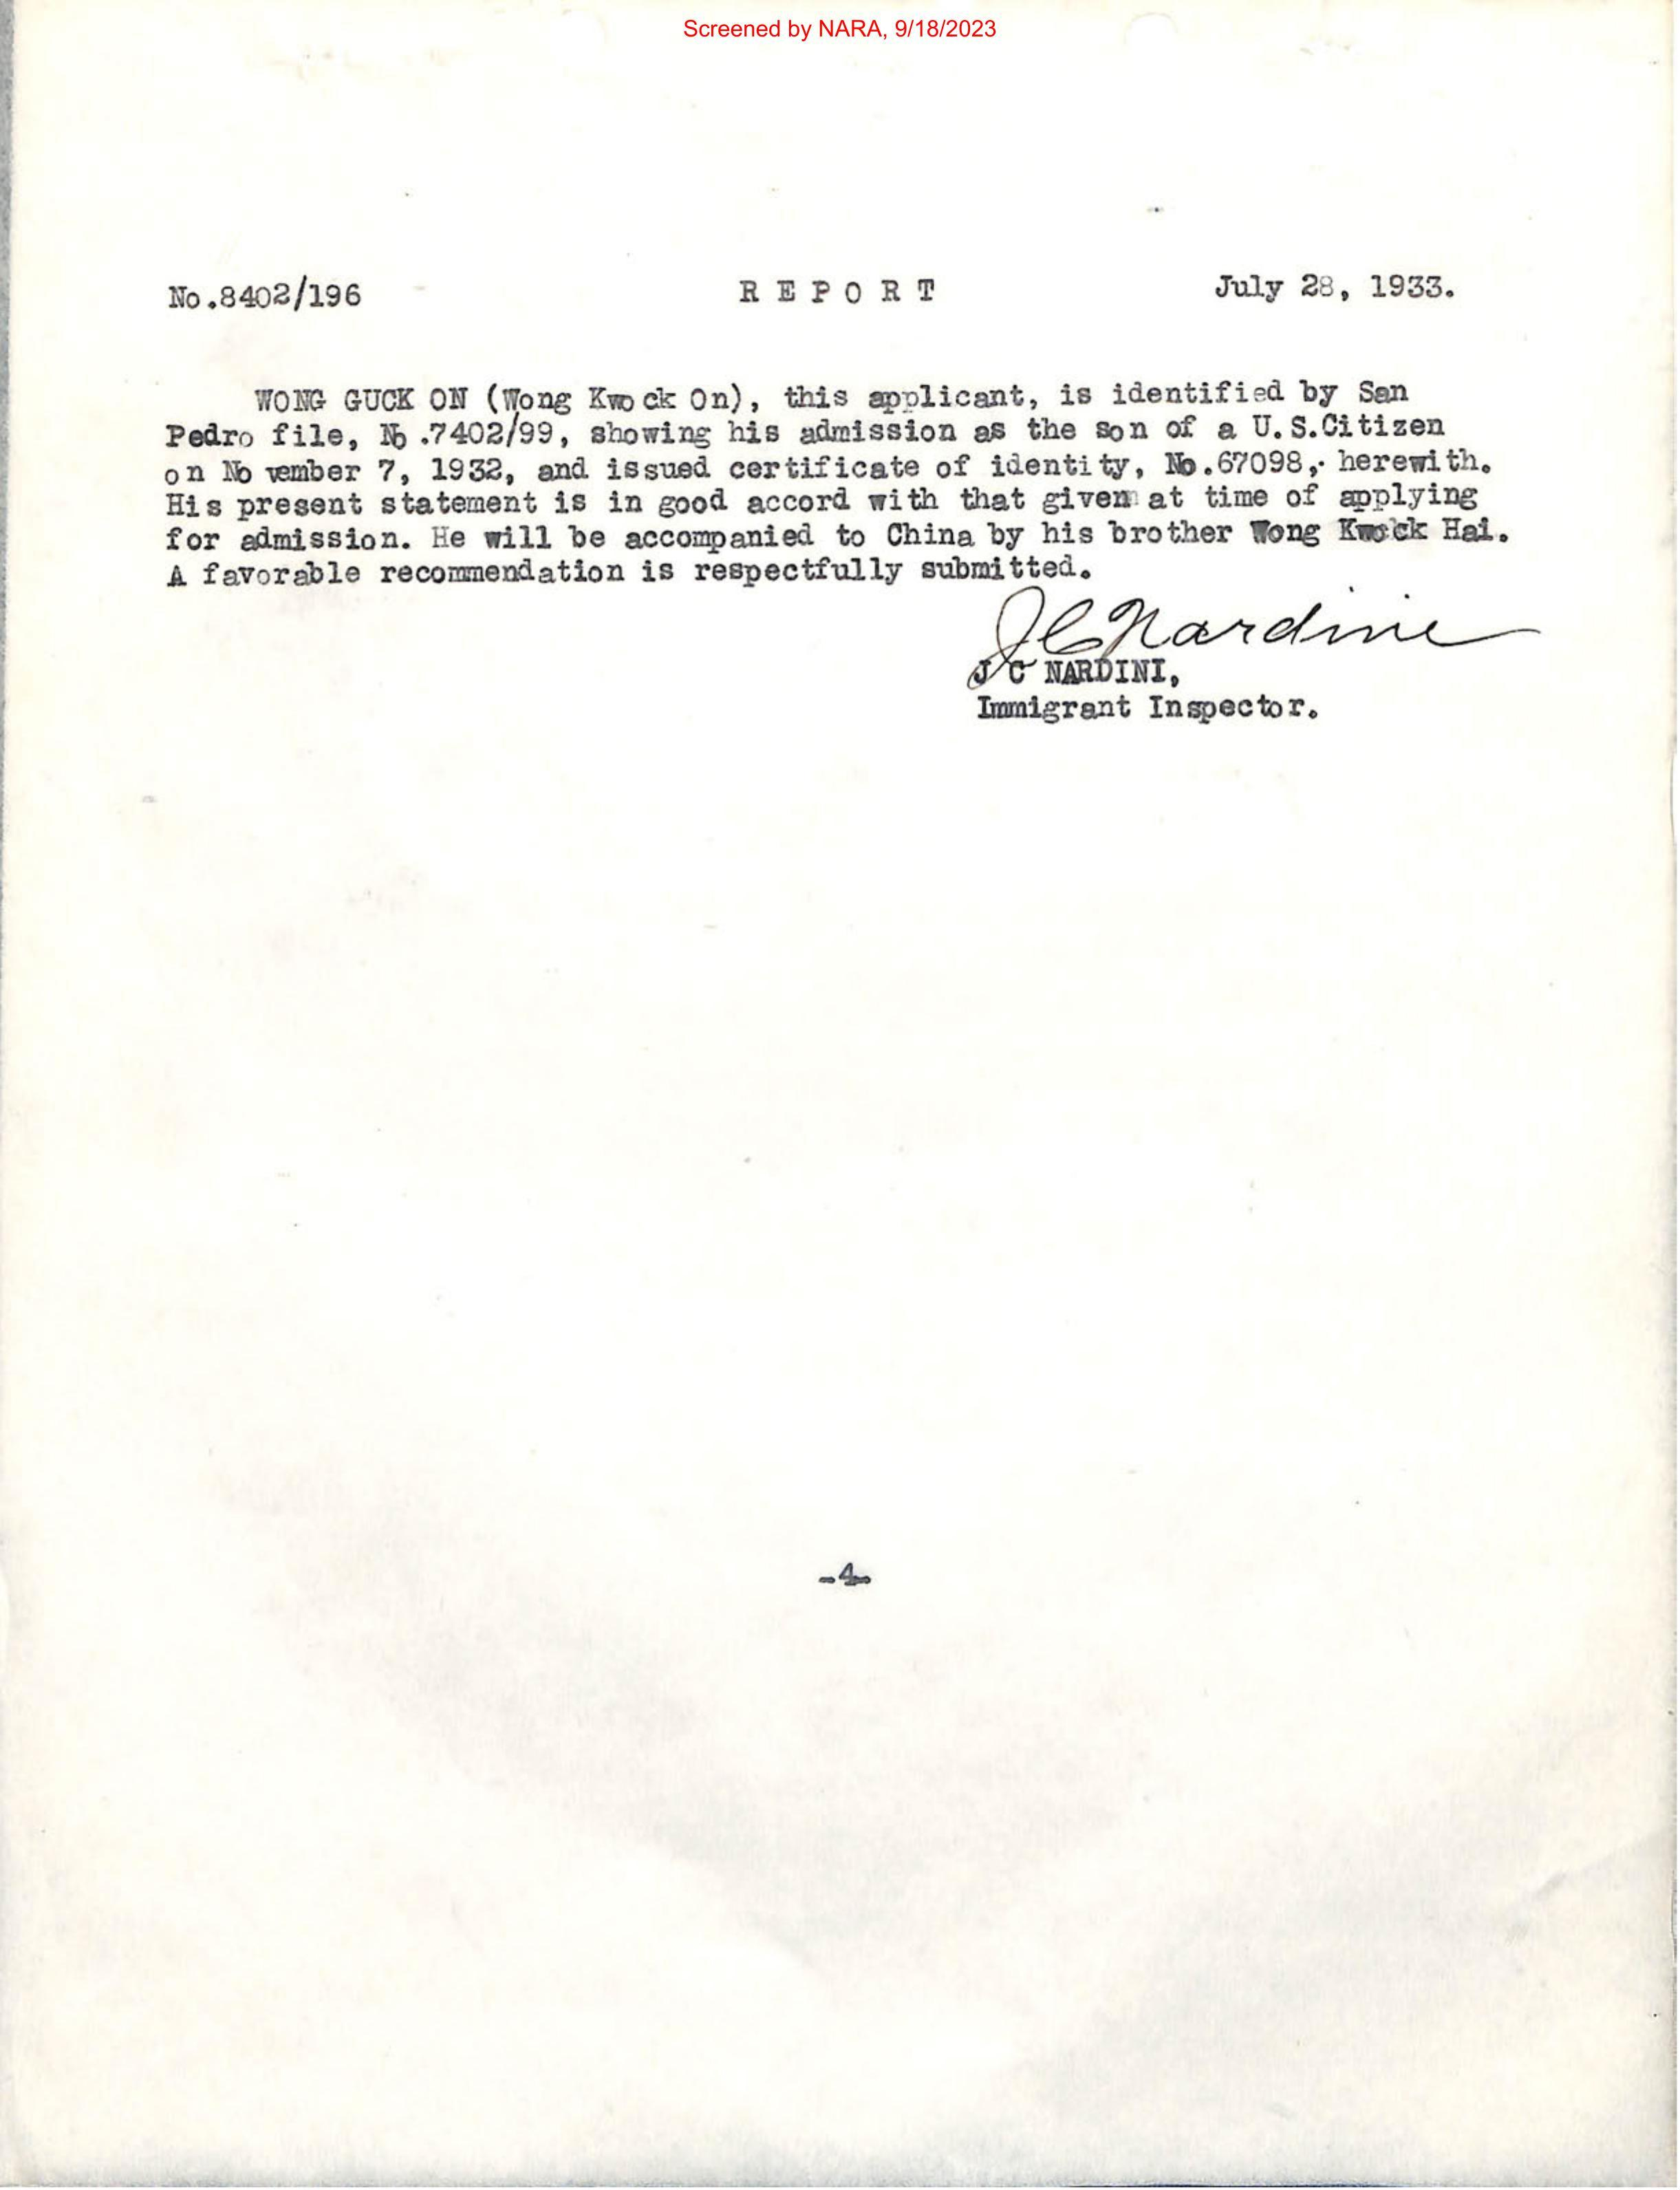 Screened by NARA, 9/18/2023
No.8402/196 R E P O R T July 28, 1933.
WONG GUCK ON (Wong Kwock On), this applicant, is identified by San
Pedro file, No.7402/99, showing his admission as the son of a U.S.Citizen
on November 7, 1932, and issued certificate of identity, No.67098, herewith.
His present statement is in good accord with that given at time of applying
for admission. He will be accompanied to China by his brother Wong Kwock Hai.
A favorable recommendation is respectfully submitted.
J C Nardini
J C NARDINI,
Immigrant Inspector.
-4-